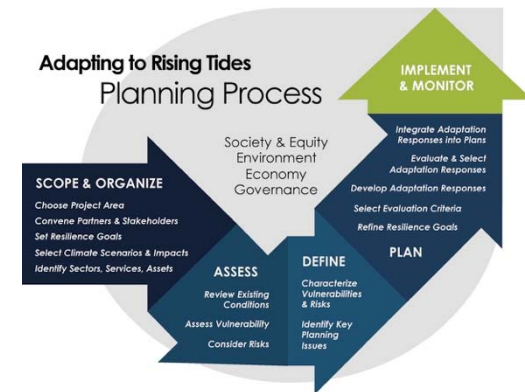 Adapting to Rising Tides
Planning Process
Society & Equity
Environment
Economy
Governance
SCOPE & ORGANIZE
Choose Project Area
Convene Partners & Stakeholders
Set Resilience Goals
Select Climate Scenarios & Impacts
Identify Sectors, Services, Assets
ASSESS
Review Existing
Conditions
Assess Vulnerability
Consider Risks
DEFINE
Characterize
Vulnerabilities
& Risks
Identify Key
Planning
Issues
IMPLEMENT
& MONITOR
Integrate Adaptation
Responses into Plans
Evaluate & Select
Adaptation Responses
Develop Adaptation Responses
Select Evaluation Criteria
Refine Resilience Goals
PLAN